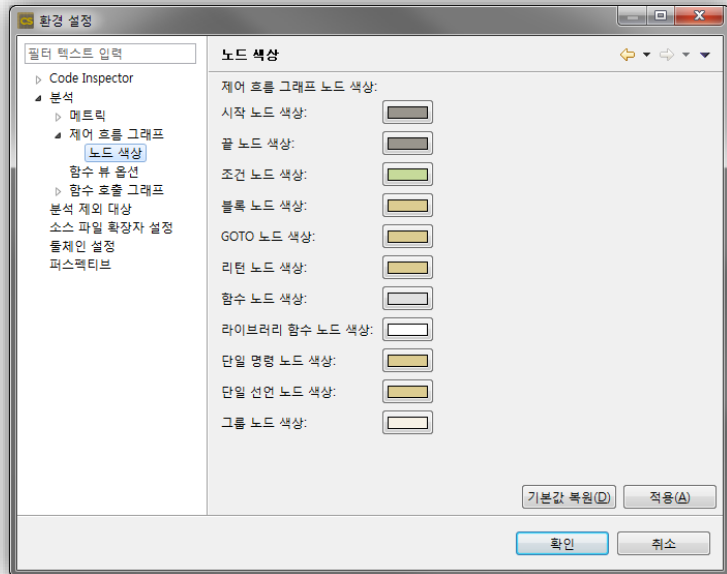 CS 환경 설정
필터 텍스트 입력
Code Inspector
분석
메트릭
제어 흐름 그래프
노드 색상
함수 뷰 옵션
함수 호출 그래프
분석 제외 대상
소스 파일 확장자 설정
툴체인 설정
퍼스펙티브
노드 색상
제어 흐름 그래프 노드 색상:
시작 노드 색상:
끝 노드 색상:
조건 노드 색상:
블록 노드 색상:
GOTO 노드 색상:
리턴 노드 색상:
함수 노드 색상:
라이브러리 함수 노드 색상:
단일 명령 노드 색상:
단일 선언 노드 색상:
그룹 노드 색상:
기본값 복원(D) 적용(A)
확인 취소